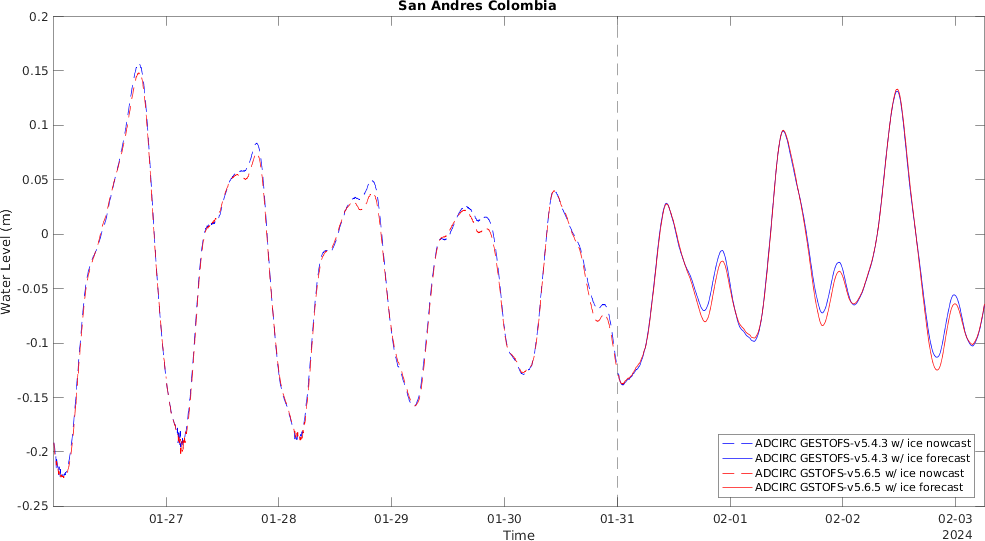 San Andres Colombia
0.2
0.15
0.1
0.05
0
-0.05
-0.1
-0.15
-0.2
-0.25
Water Level (m)
01-27 01-28 01-29 01-30 01-31 02-01 02-02 02-03
Time
2024
ADCIRC GESTOFS-v5.4.3 w/ ice nowcast
ADCIRC GESTOFS-v5.4.3 w/ ice forecast
ADCIRC GSTOFS-v5.6.5 w/ ice nowcast
ADCIRC GSTOFS-v5.6.5 w/ ice forecast